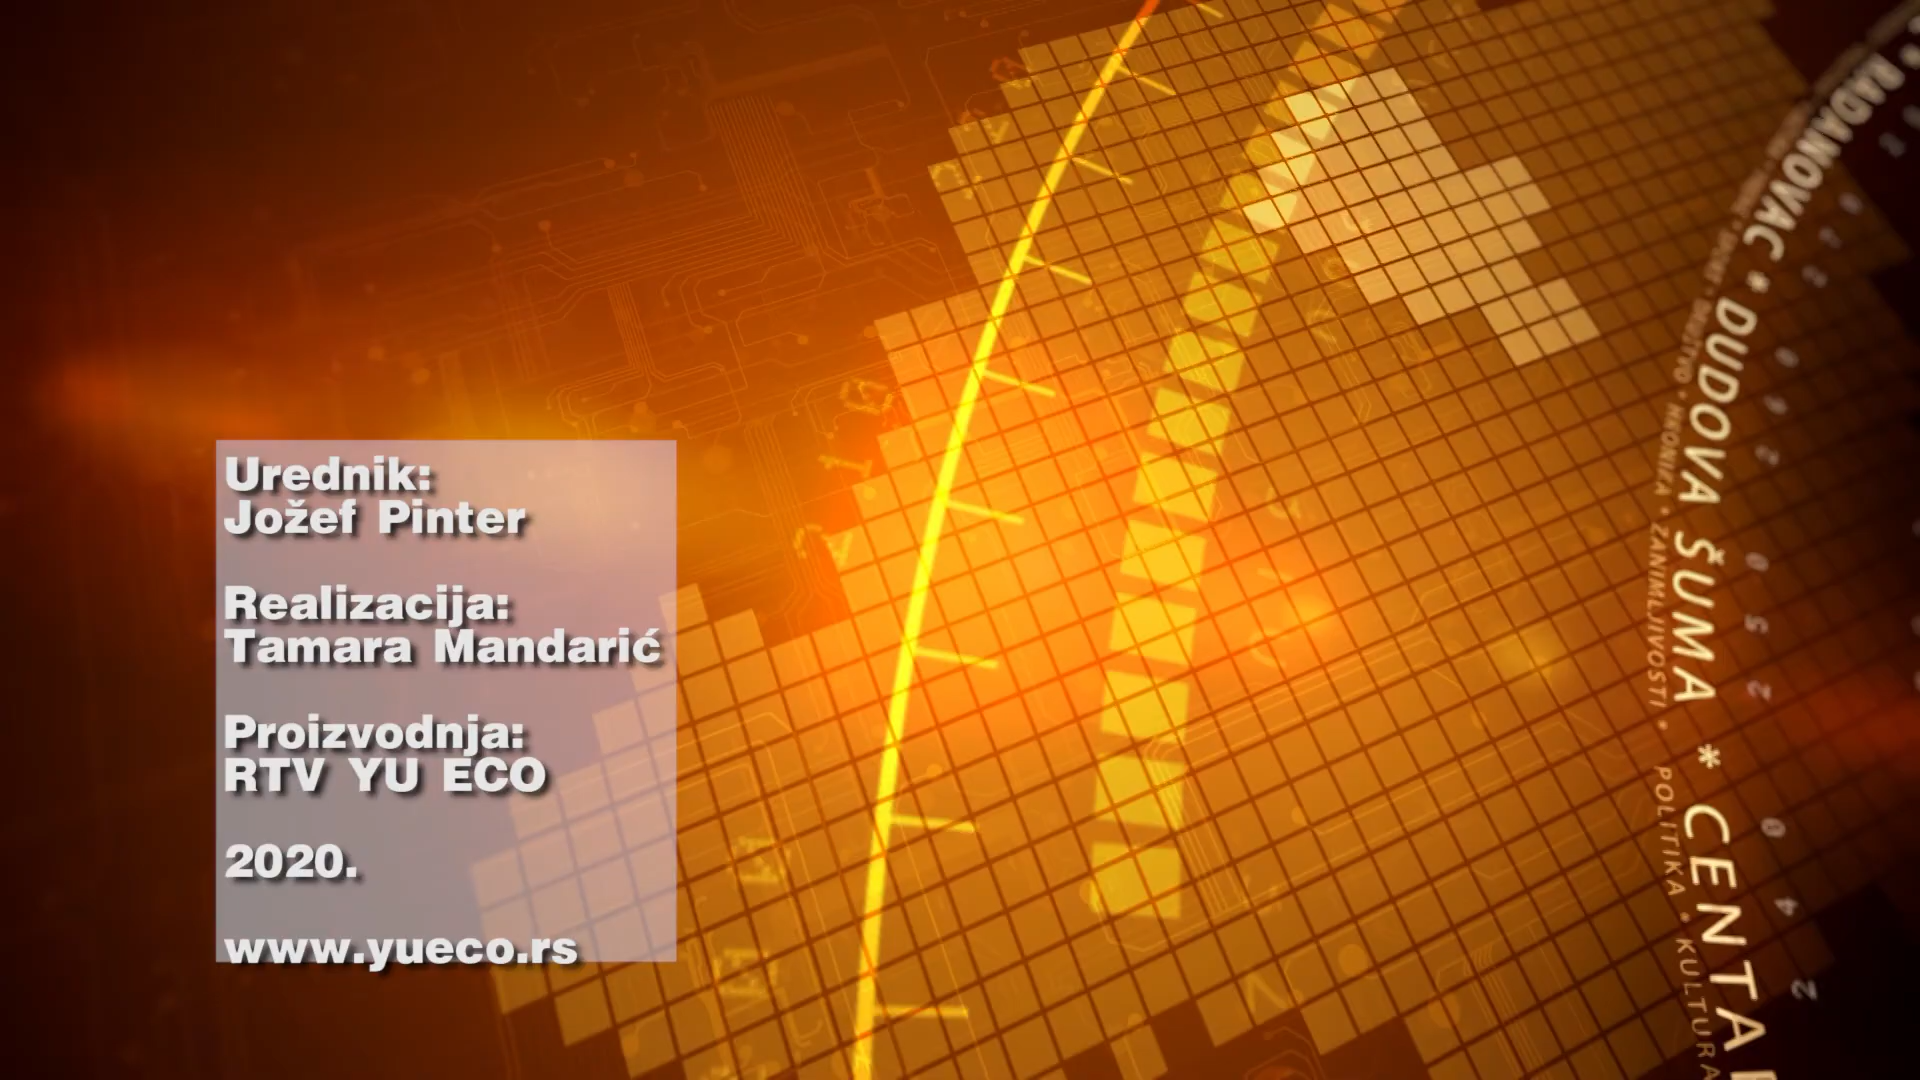 Urednik:
Jožef Pinter
Realizacija:
Tamara Mandarić
Proizvodnja:
RTV YU ECO
2020.
www.yueco.rs
RADANOVAC * DUDOVA ŠUMA * CENTA
HRONIKA * ZANIMLJIVOSTI * POLITIKA * KULTURA